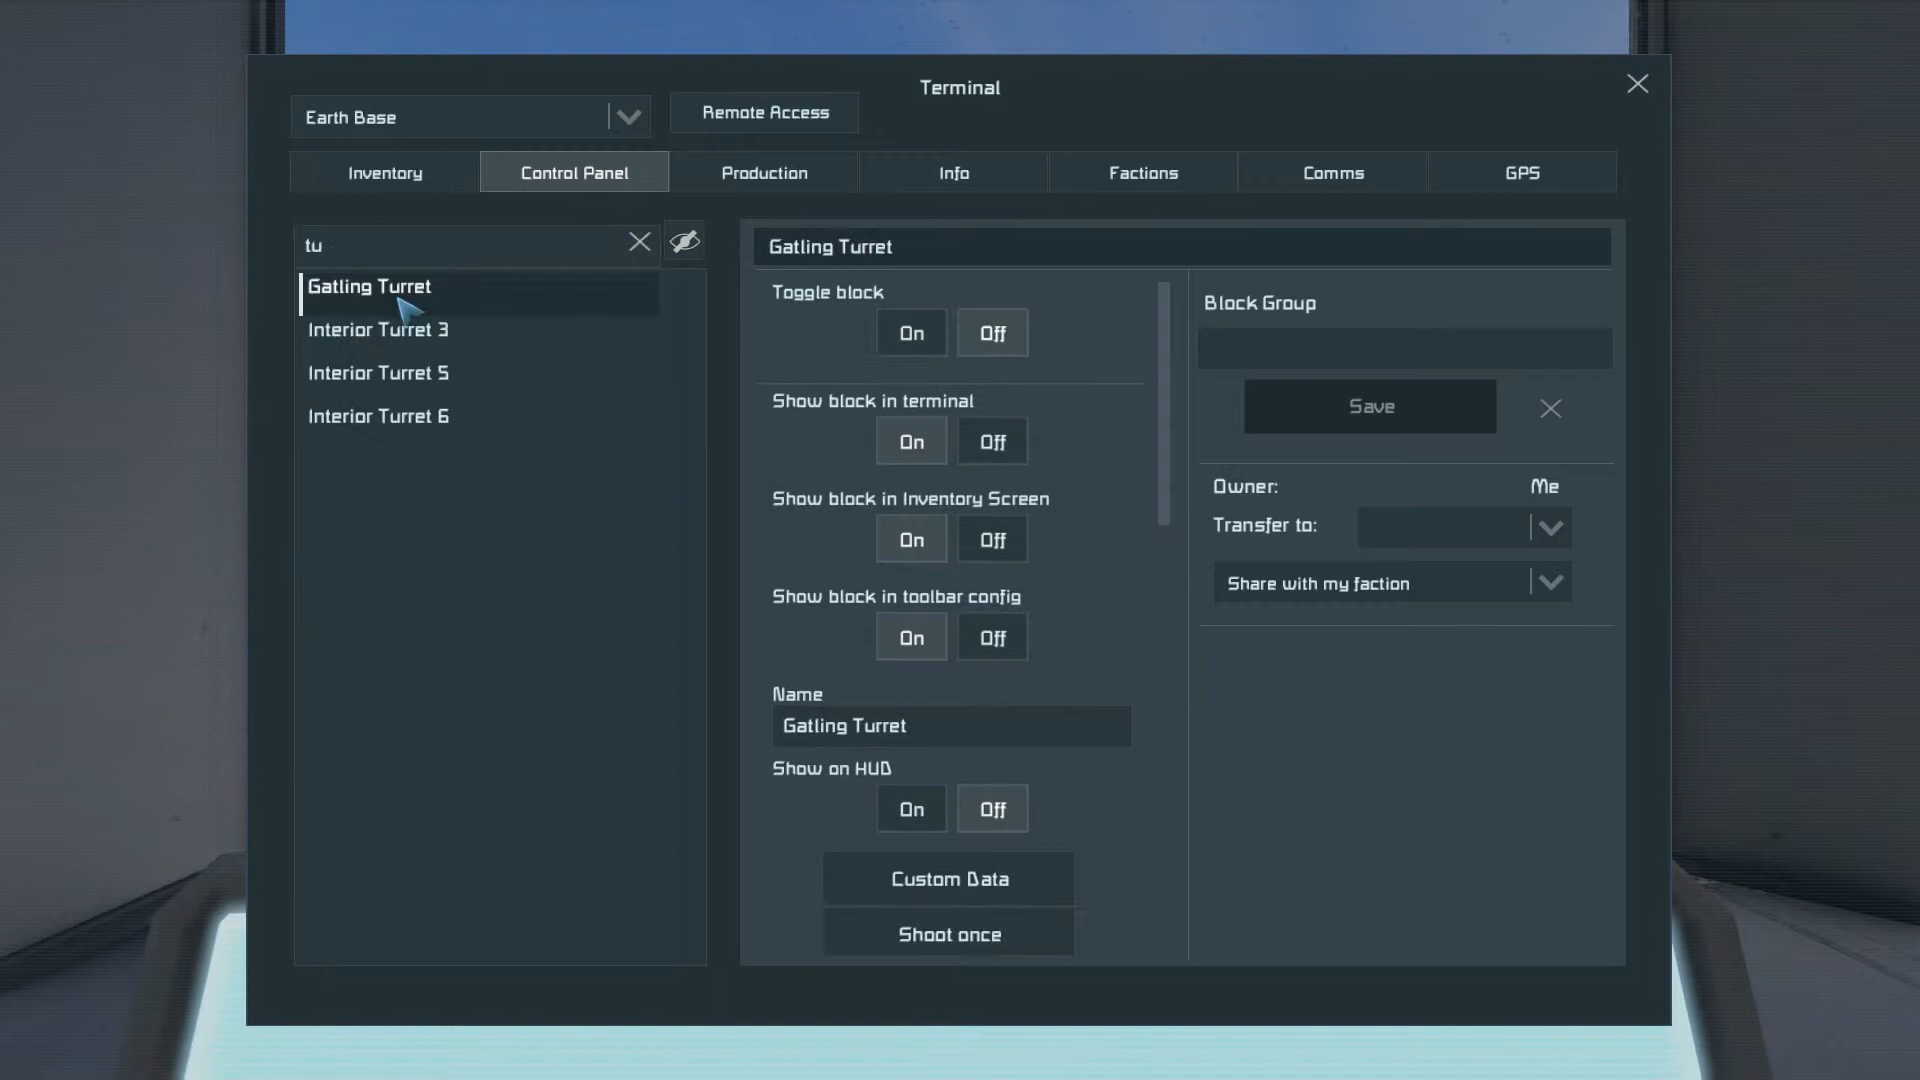 Terminal
Earth Base
Remote Access
Inventory
Control Panel
Production
Info
Factions
Comms
GPS
tu
Gatling Turret
Interior Turret 3
Interior Turret 5
Interior Turret 6
Gatling Turret
Toggle block
On Off
Show block in terminal
On Off
Show block in Inventory Screen
On Off
Show block in toolbar config
On Off
Name
Gatling Turret
Show on HUD
On Off
Custom Data
Shoot once
Block Group
Save
Owner: Me
Transfer to:
Share with my faction